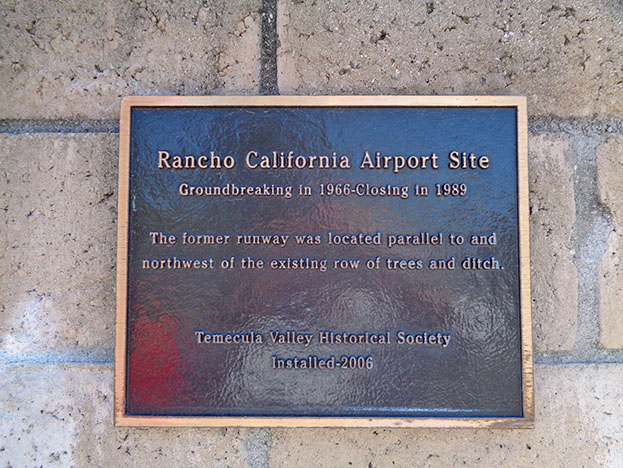 Rancho California Airport Site
Groundbreaking in 1966-Closing in 1989
The former runway was located parallel to and
northwest of the existing row of trees and ditch.
Temecula Valley Historical Society
Installed-2006